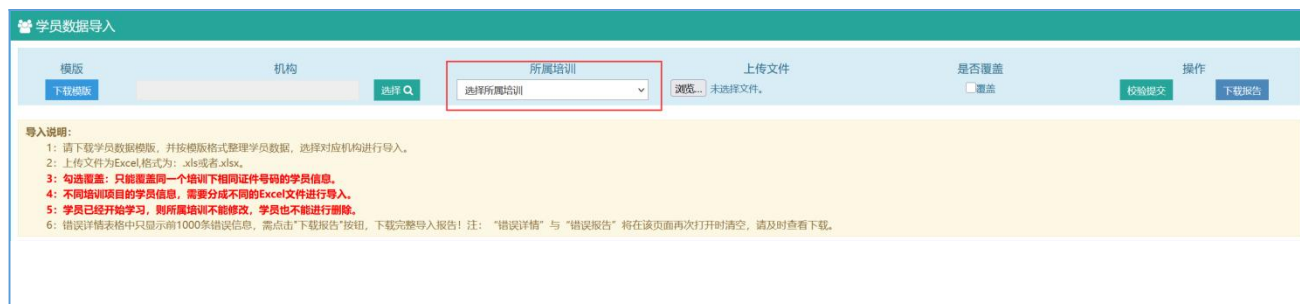 学员数据导入
模版 机构 所属培训 上传文件 是否覆盖 操作
下载模版 选择 选择所属培训 浏览... 未选择文件。 覆盖 校验提交 下载报告
导入说明：
1：请下载学员数据模版，并按模版格式整理学员数据，选择对应机构进行导入。
2：上传文件为Excel,格式为：.xls或者.xlsx。
3：勾选覆盖：只能覆盖同一个培训下相同证件号码的学员信息。
4：不同培训项目的学员信息，需要分成不同的Excel文件进行导入。
5：学员已经开始学习，则所属培训不能修改，学员也不能进行删除。
6：错误详情表格中只显示前1000条错误信息，需点击"下载报告"按钮，下载完整导入报告！注： “错误详情”与“错误报告”将在该页面再次打开时清空，请及时查看下载。